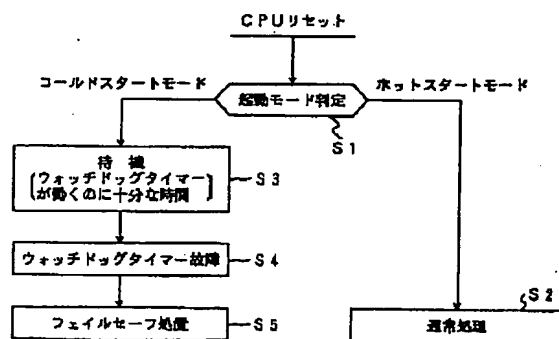 CPUリセット
コールドスタートモード
ホットスタートモード
起動モード判定
S1
待機
ウォッチドッグタイマー
が働くのに十分な時間
S3
ウォッチドッグタイマー故障
S4
S2
フェイルセーフ処置
S5
通常処理